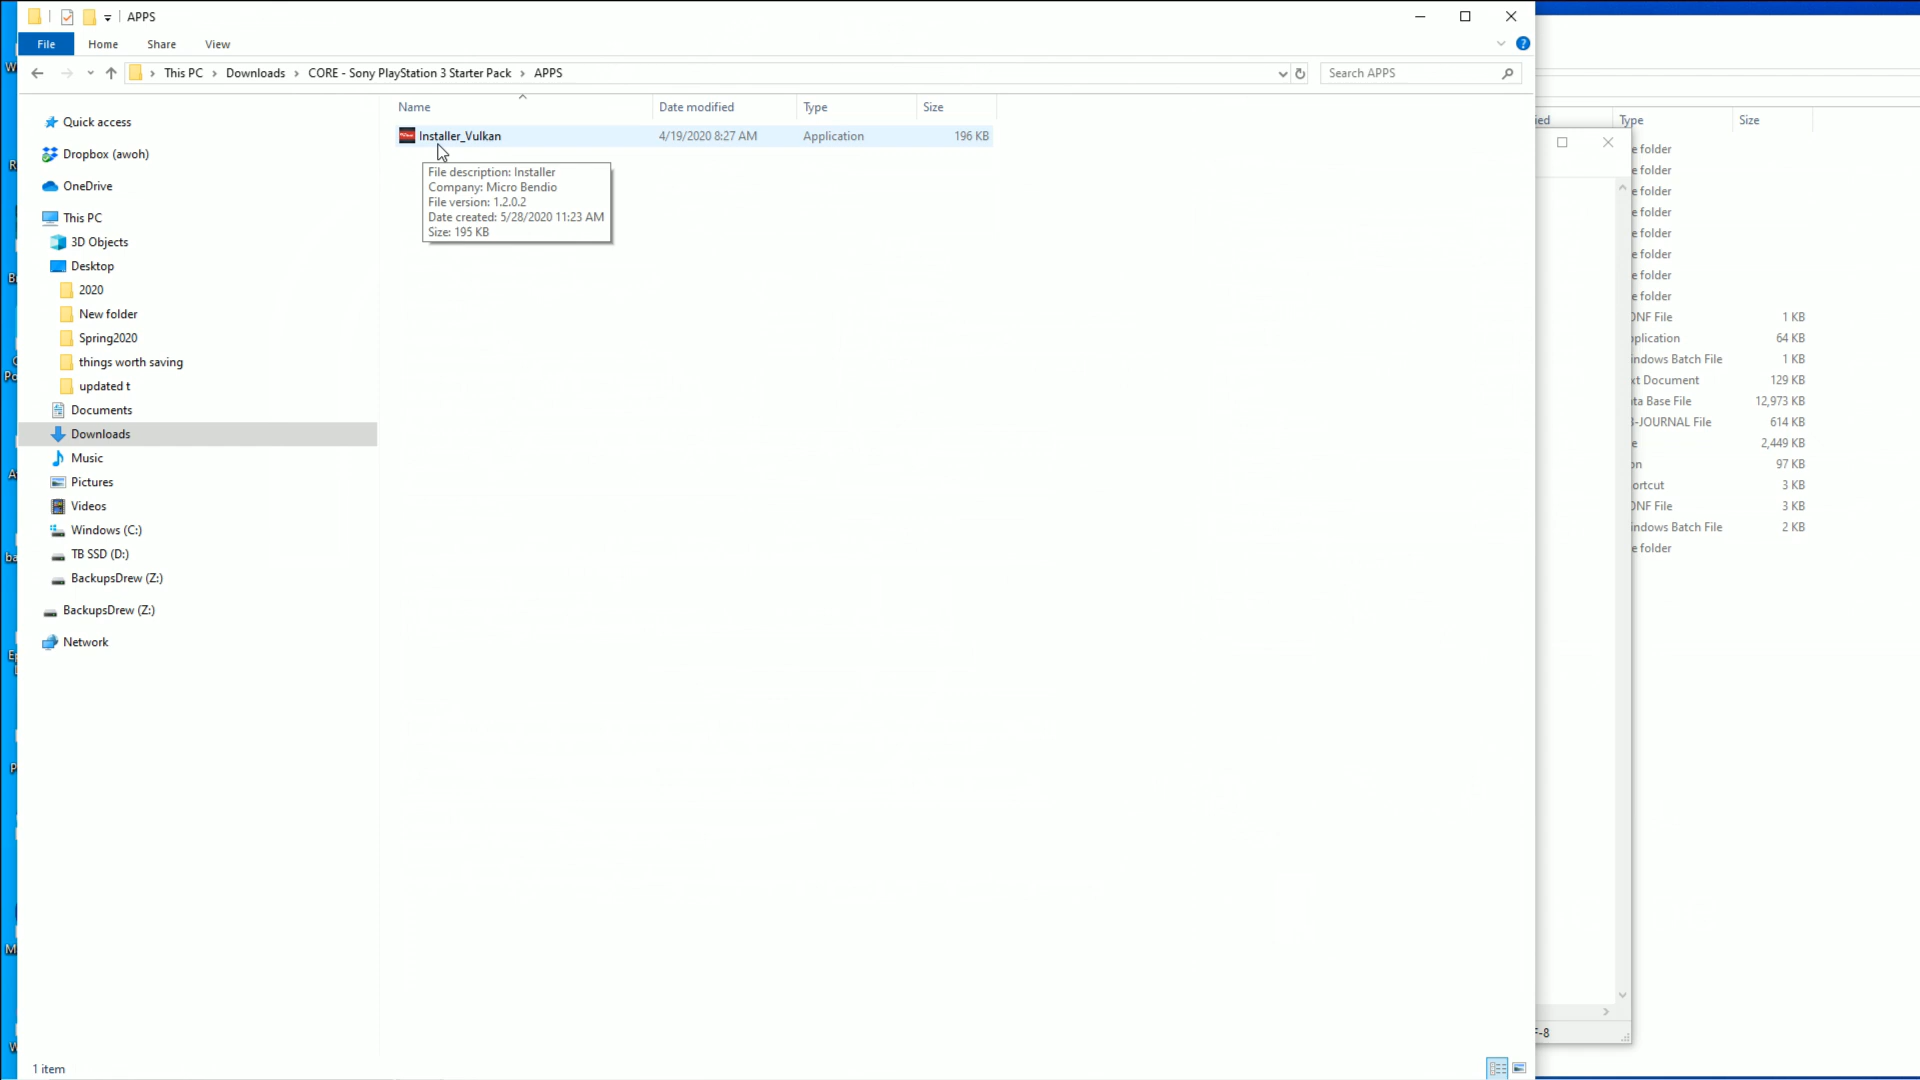 APPS
File
Home
Share
View
This PC
Downloads
CORE - Sony PlayStation 3 Starter Pack
APPS
Search APPS
Name
Date modified
Type
Size
Installer_Vulkan
4/19/2020 8:27 AM
Application
196 KB
File description: Installer
Company: Micro Bendio
File version: 1.2.0.2
Date created: 5/28/2020 11:23 AM
Size: 195 KB
Quick access
Dropbox (awoh)
OneDrive
This PC
3D Objects
Desktop
2020
New folder
Spring2020
things worth saving
updated t
Documents
Downloads
Music
Pictures
Videos
Windows (C:)
TB SSD (D:)
BackupsDrew (Z:)
BackupsDrew (Z:)
Network
1 item
ied
Type
Size
e folder
e folder
e folder
e folder
e folder
e folder
e folder
e folder
ONF File 1 KB
pplication 64 KB
indows Batch File 1 KB
xt Document 129 KB
ata Base File 12,973 KB
B-JOURNAL File 614 KB
e 2,449 KB
on 97 KB
ortcut 3 KB
ONF File 3 KB
indows Batch File 2 KB
e folder
F-8